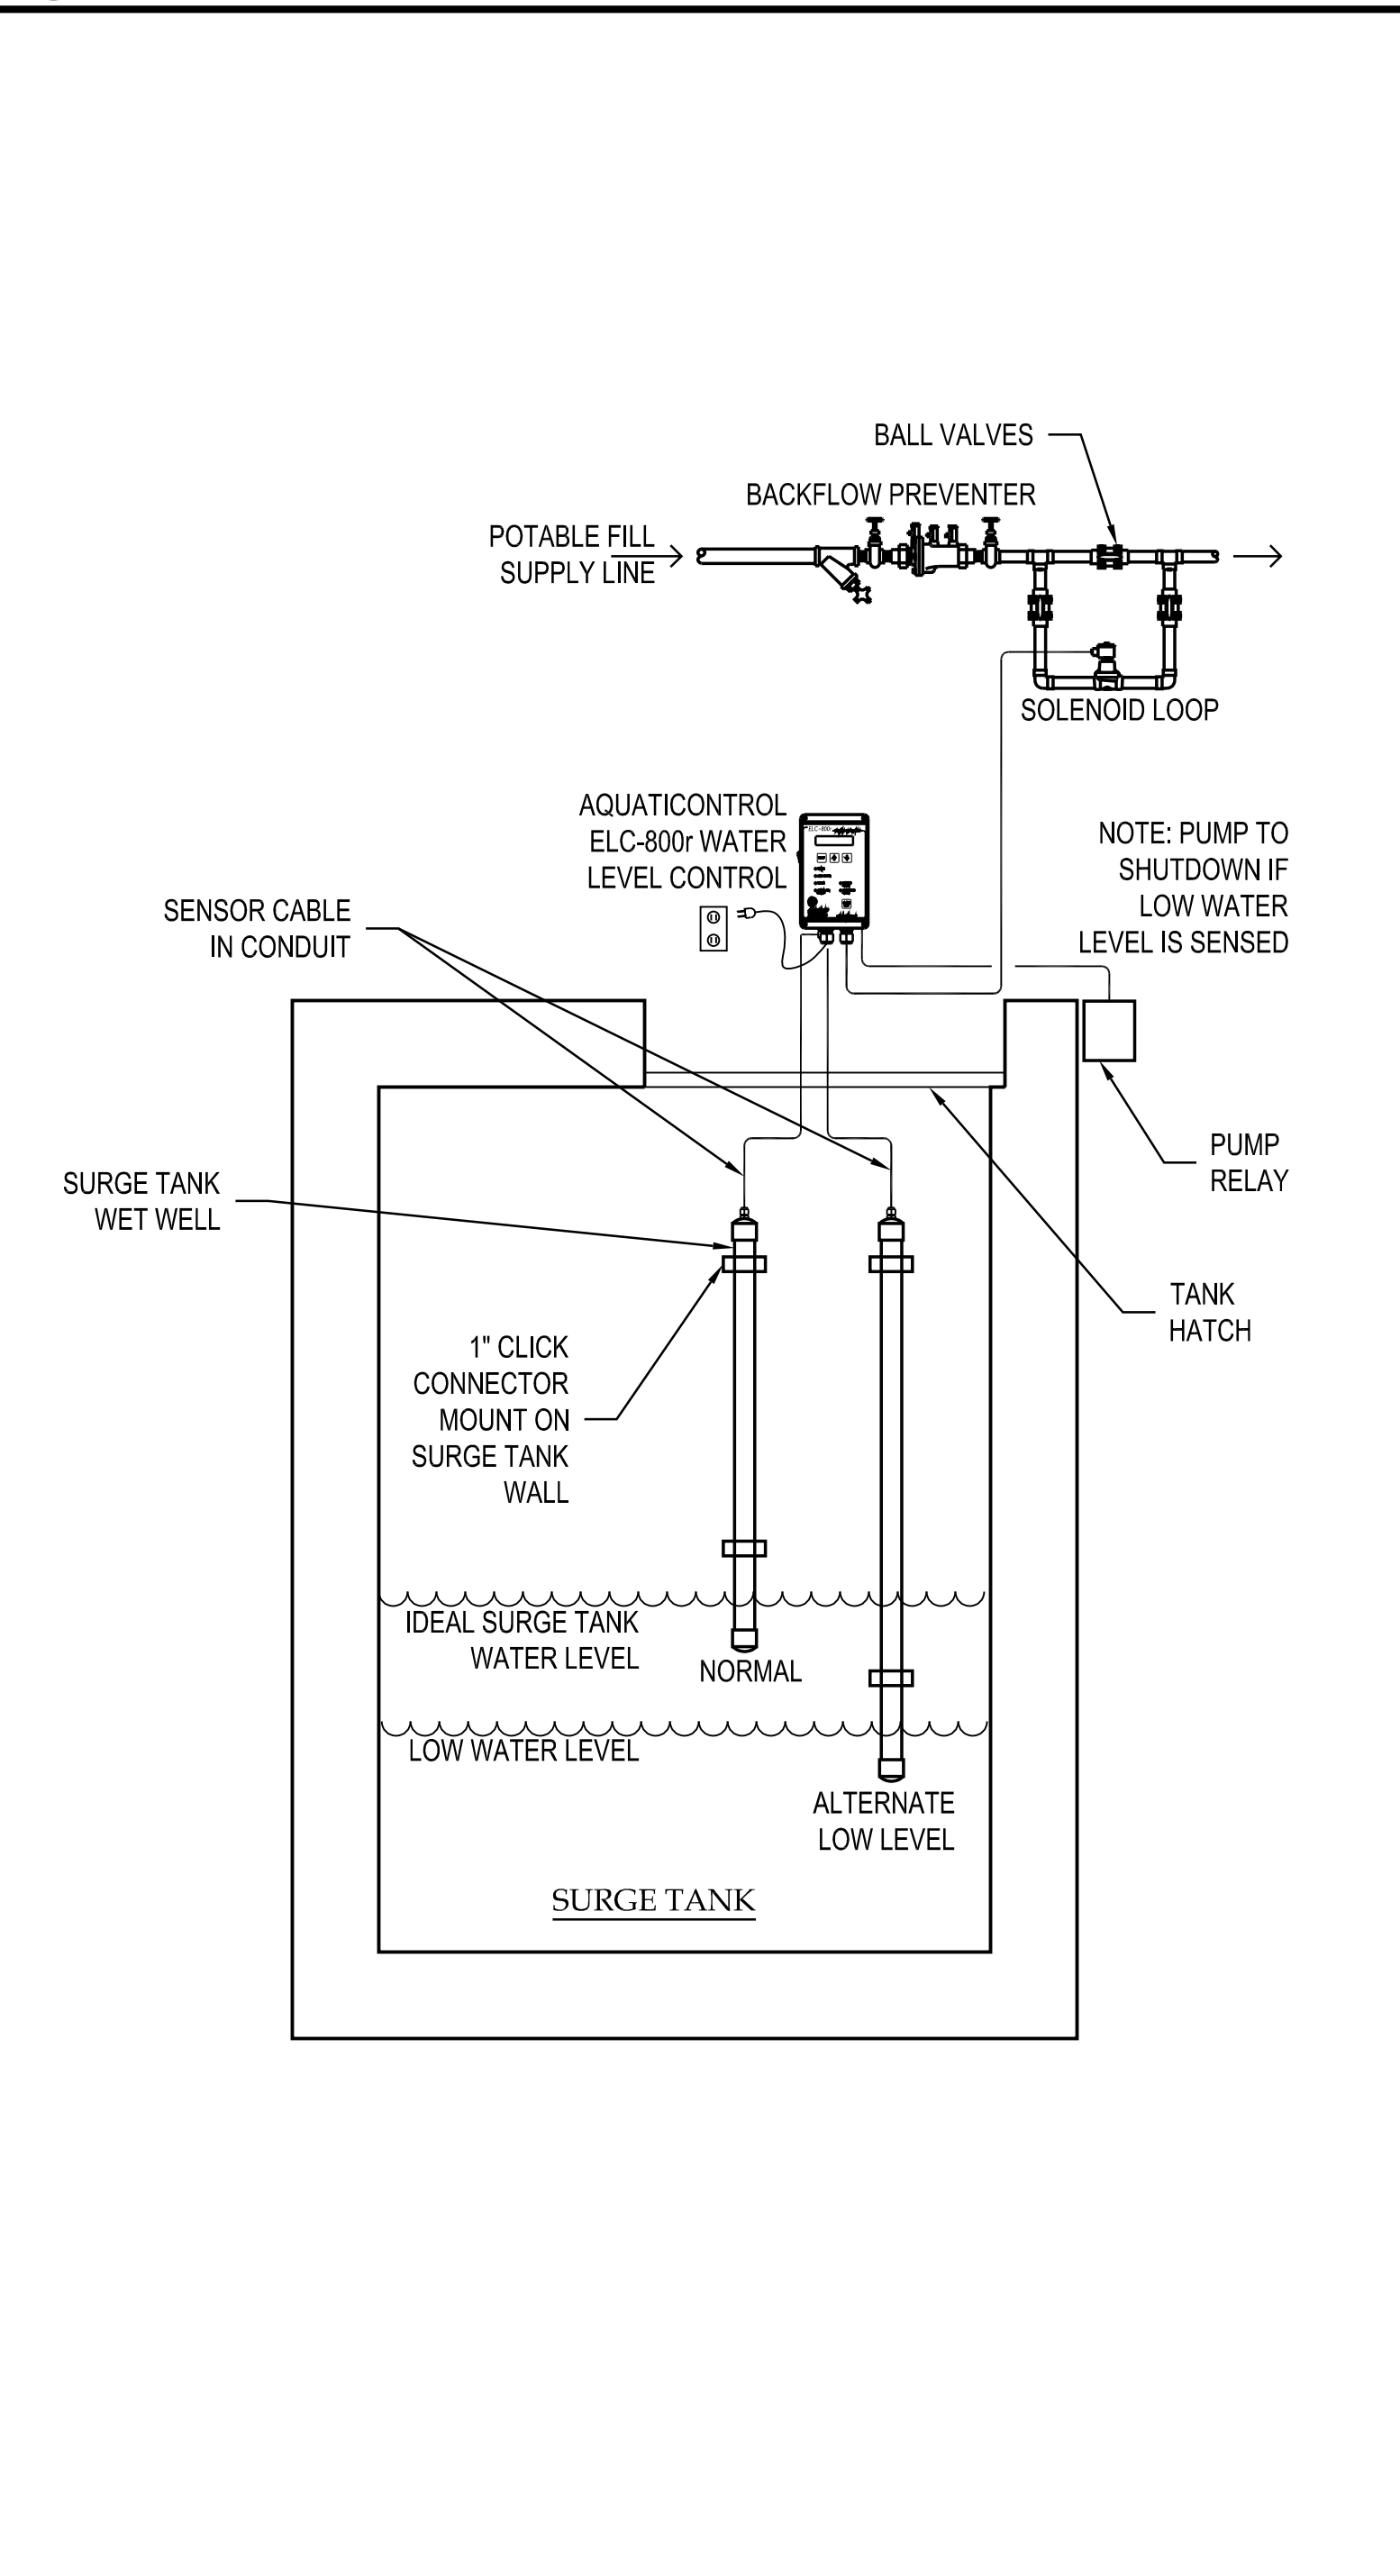 BALL VALVES
BACKFLOW PREVENTER
POTABLE FILL
SUPPLY LINE
SOLENOID LOOP
AQUATICONTROL
ELC-800r WATER
LEVEL CONTROL
ELC-800r
NOTE: PUMP TO
SHUTDOWN IF
LOW WATER
LEVEL IS SENSED
SENSOR CABLE
IN CONDUIT
PUMP
RELAY
SURGE TANK
WET WELL
TANK
HATCH
1" CLICK
CONNECTOR
MOUNT ON
SURGE TANK
WALL
IDEAL SURGE TANK
WATER LEVEL
NORMAL
LOW WATER LEVEL
ALTERNATE
LOW LEVEL
SURGE TANK